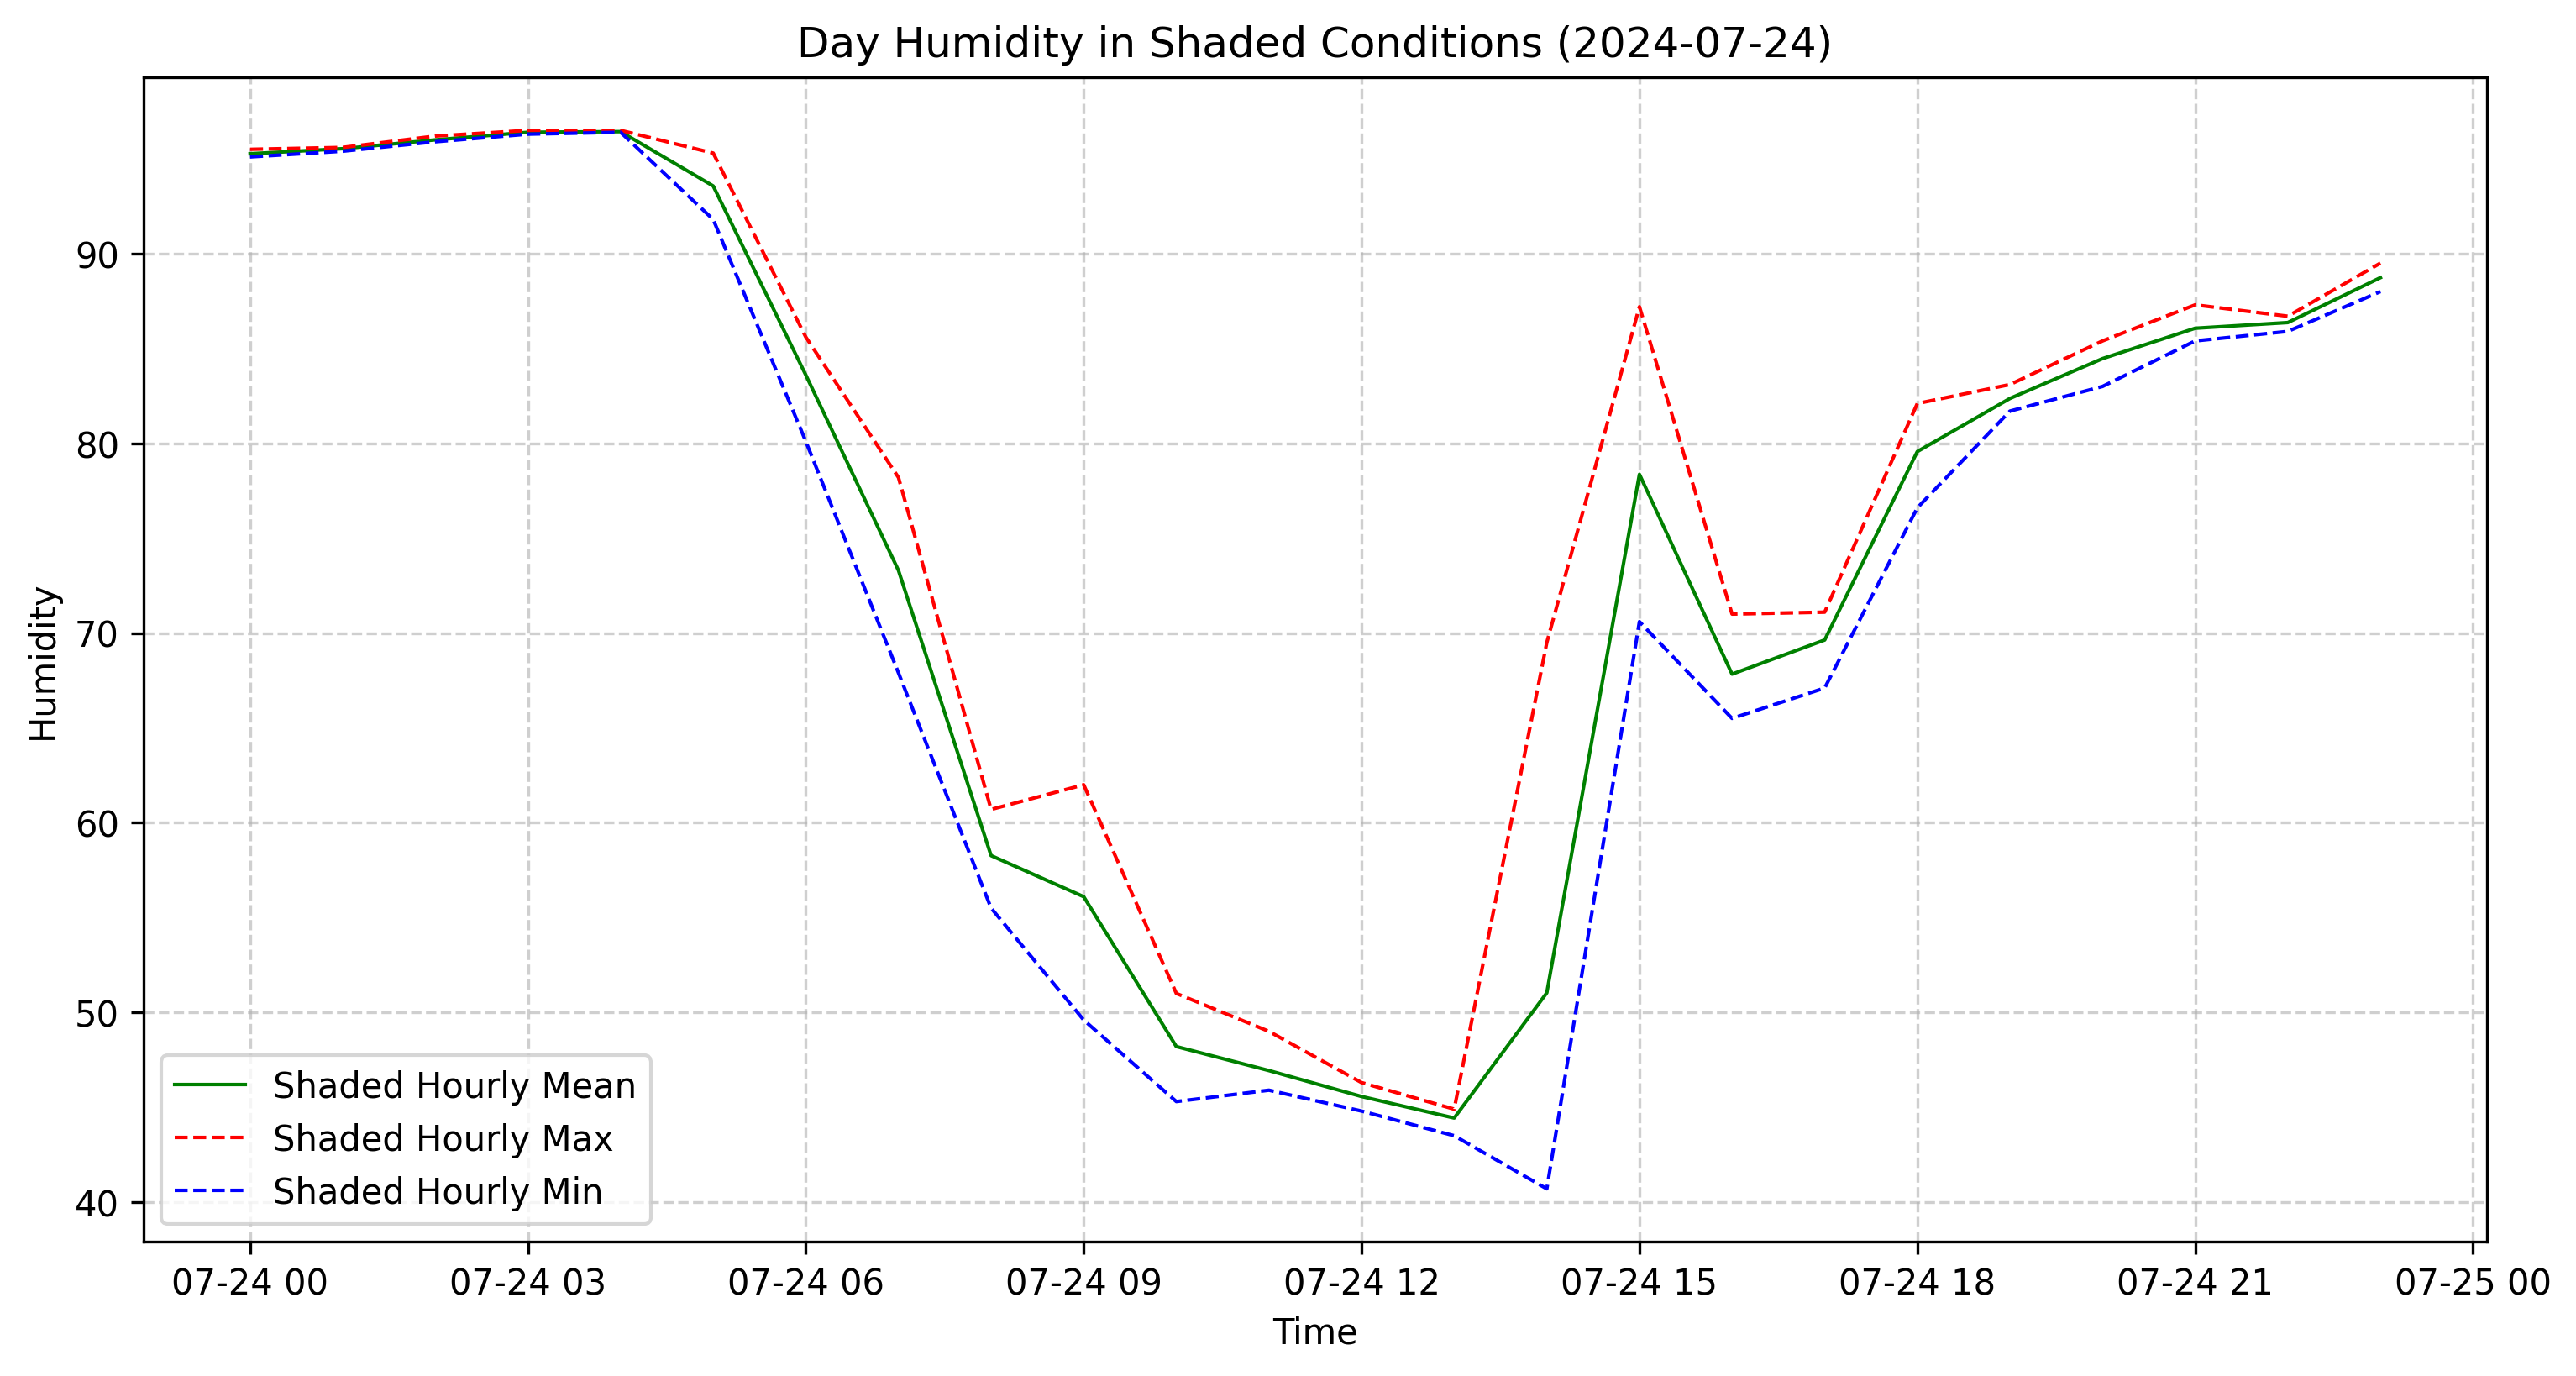 Day Humidity in Shaded Conditions (2024-07-24)
Humidity
90
80
70
60
50
40
Shaded Hourly Mean
Shaded Hourly Max
Shaded Hourly Min
07-24 00 07-24 03 07-24 06 07-24 09 07-24 12 07-24 15 07-24 18 07-24 21 07-25 00
Time